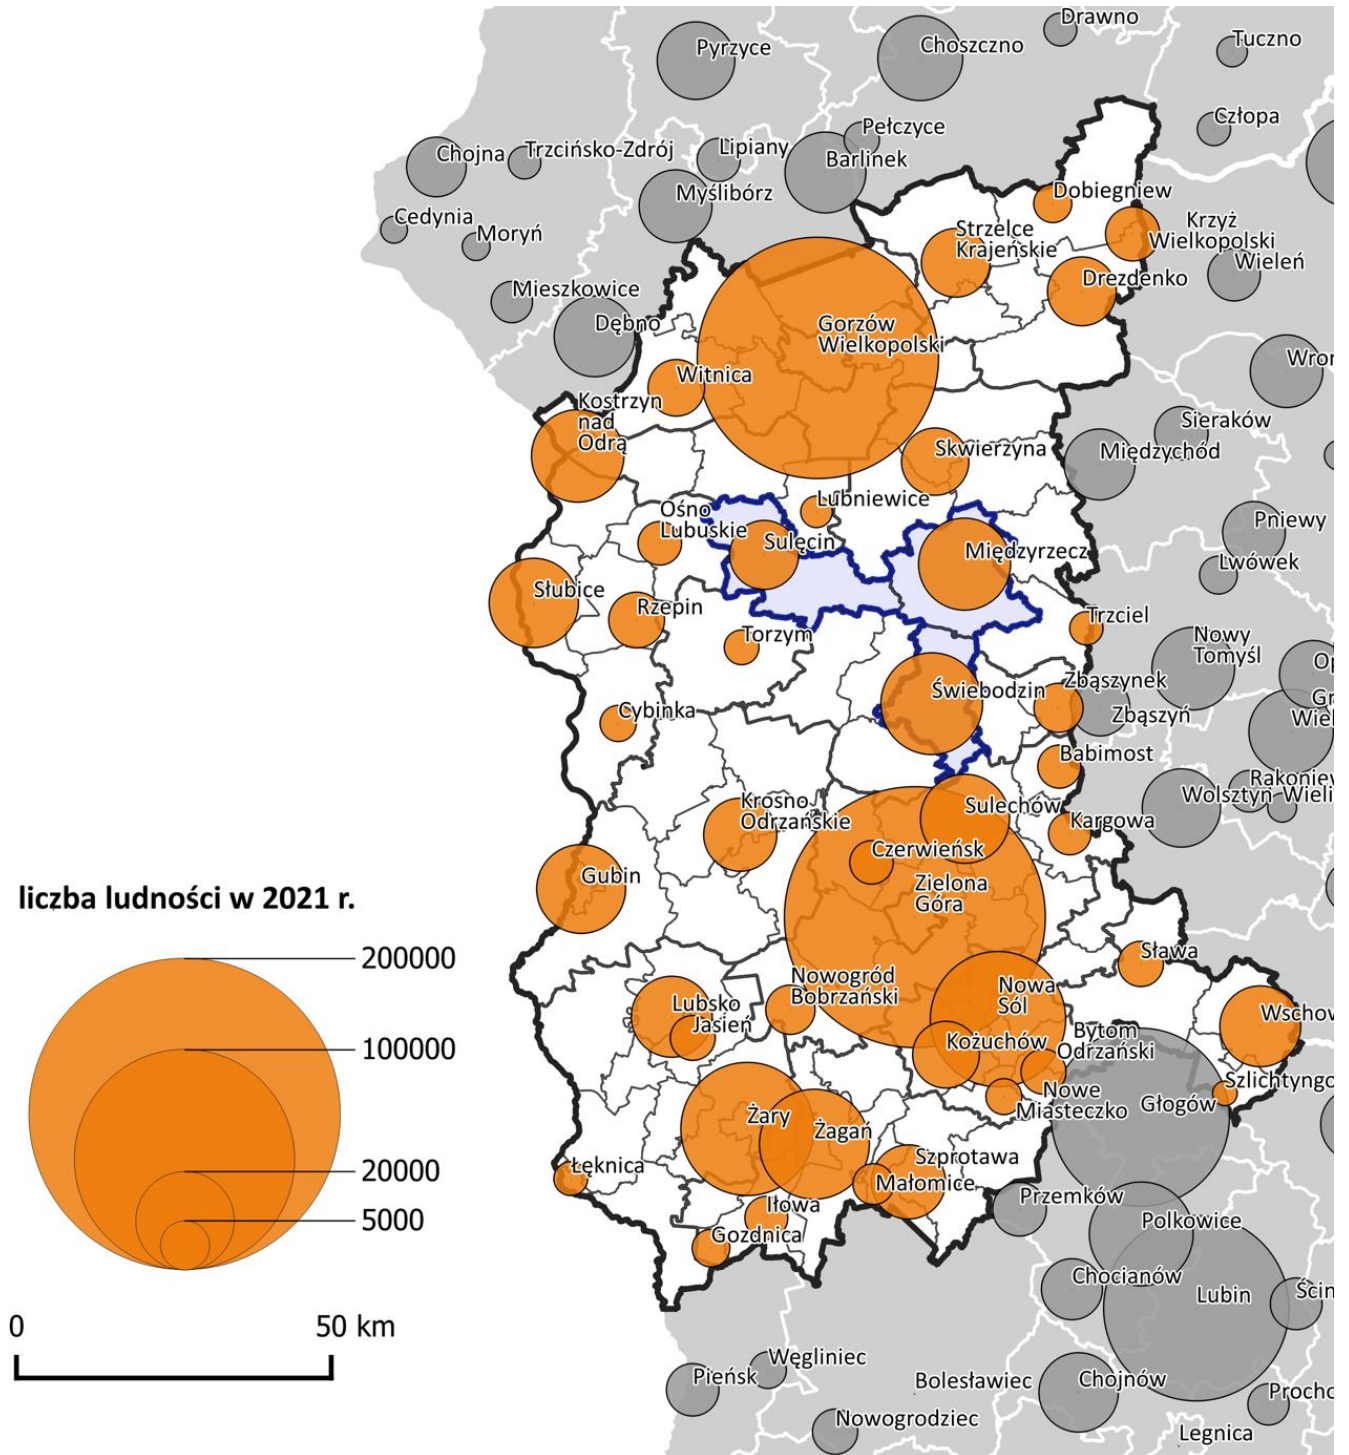 Drawno
Pyrzyce
Choszczno
Tuczno
Człopa
Pełczyce
Chojna
Trzcińsko-Zdrój
Lipiany
Barlinek
Myślibórz
Dobiegniew
Cedynia
Moryń
Strzelce
Krajeńskie
Krzyż
Wielkopolski
Wieleń
Drezdenko
Mieszkowice
Dębno
Gorzów
Wielkopolski
Witnica
Kostrzyn
nad
Odrą
Sieraków
Skwierzyna
Międzychód
Lubniewice
Ośno
Lubuskie
Sulęcin
Międzyrzecz
Pniewy
Lwówek
Słubice
Rzepin
Torzym
Trzciel
Nowy
Tomyśl
Świebodzin
Zbąszynek
Zbąszyń
Cybinka
Babimost
Krosno
Odrzańskie
Sulechów
Kargowa
Wolsztyn
Czerwieńsk
Gubin
Zielona
Góra
liczba ludności w 2021 r.
200000
100000
20000
5000
0
50 km
Sława
Nowogród
Bobrzański
Nowa
Sól
Lubsko
Jasień
Kożuchów
Bytom
Odrzański
Nowe
Miasteczko
Głogów
Żary
Żagań
Szprotawa
Małomice
Łęknica
Iłowa
Gozdnica
Przemków
Polkowice
Chocianów
Lubin
Węgliniec
Pieńsk
Bolesławiec
Chojnów
Nowogrodziec
Legnica